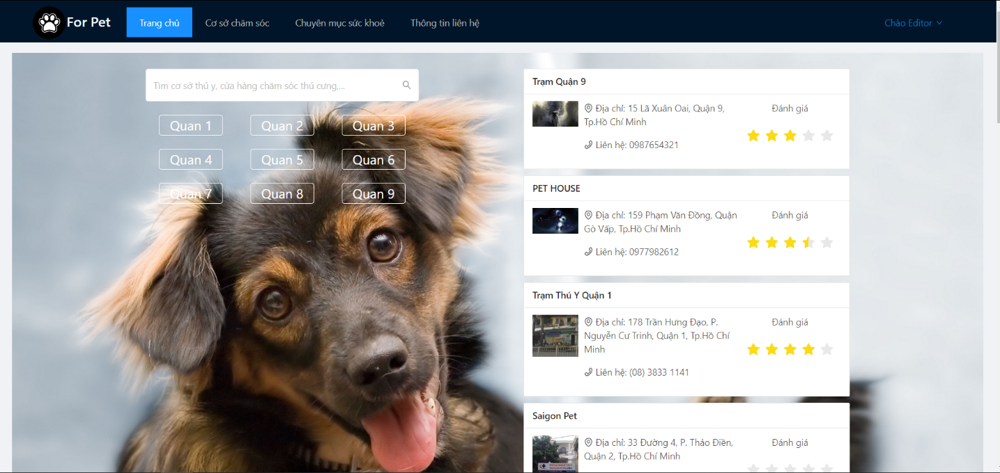 For Pet
Trang chủ
Cơ sở chăm sóc
Chuyên mục sức khoẻ
Thông tin liên hệ
Chào Editor
Tìm cơ sở thú y, cửa hàng chăm sóc thú cưng,...
Quan 1
Quan 2
Quan 3
Quan 4
Quan 5
Quan 6
Quan 7
Quan 8
Quan 9
Trạm Quận 9
Địa chỉ: 15 Lã Xuân Oai, Quận 9,
Tp.Hồ Chí Minh
Liên hệ: 0987654321
Đánh giá
PET HOUSE
Địa chỉ: 159 Phạm Văn Đồng, Quận
Gò Vấp, Tp.Hồ Chí Minh
Liên hệ: 0977982612
Đánh giá
Trạm Thú Y Quận 1
Địa chỉ: 178 Trần Hưng Đạo, P.
Nguyễn Cư Trinh, Quận 1, Tp.Hồ Chí
Minh
Liên hệ: (08) 3833 1141
Đánh giá
Saigon Pet
Địa chỉ: 33 Đường 4, P. Thảo Điền,
Quận 2, Tp.Hồ Chí Minh
Đánh giá